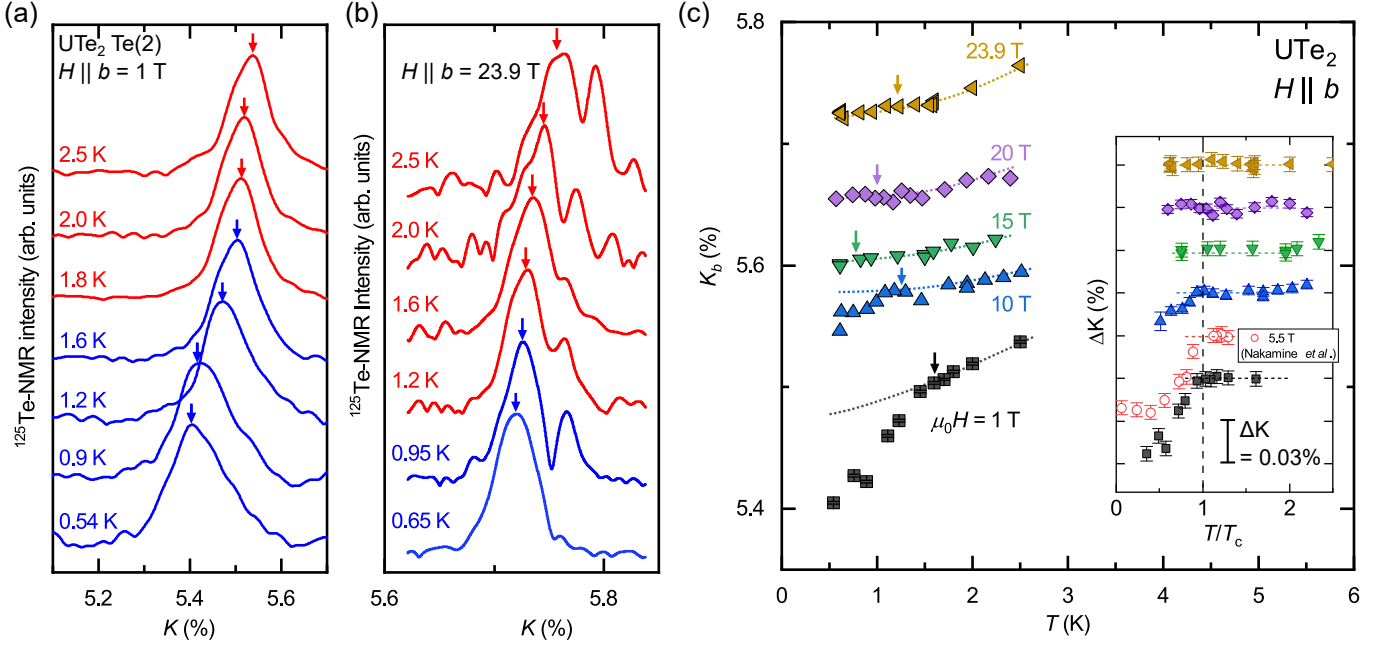 (a)
UTe₂ Te(2)
H || b = 1 T
2.5 K
2.0 K
1.8 K
1.6 K
1.2 K
0.9 K
0.54 K
¹²⁵Te-NMR intensity (arb. units)
5.2
5.4
5.6
K (%)
(b)
H || b = 23.9 T
2.5 K
2.0 K
1.6 K
1.2 K
0.95 K
0.65 K
¹²⁵Te-NMR Intensity (arb. units)
5.6
5.8
K (%)
(c)
UTe₂
H || b
23.9 T
20 T
15 T
10 T
μ₀H = 1 T
K_b (%)
5.8
5.6
5.4
0
1
2
3
4
5
6
T (K)
ΔK (%)
5.5 T
(Nakamine et al.)
ΔK
= 0.03%
0
1
2
T/T_c